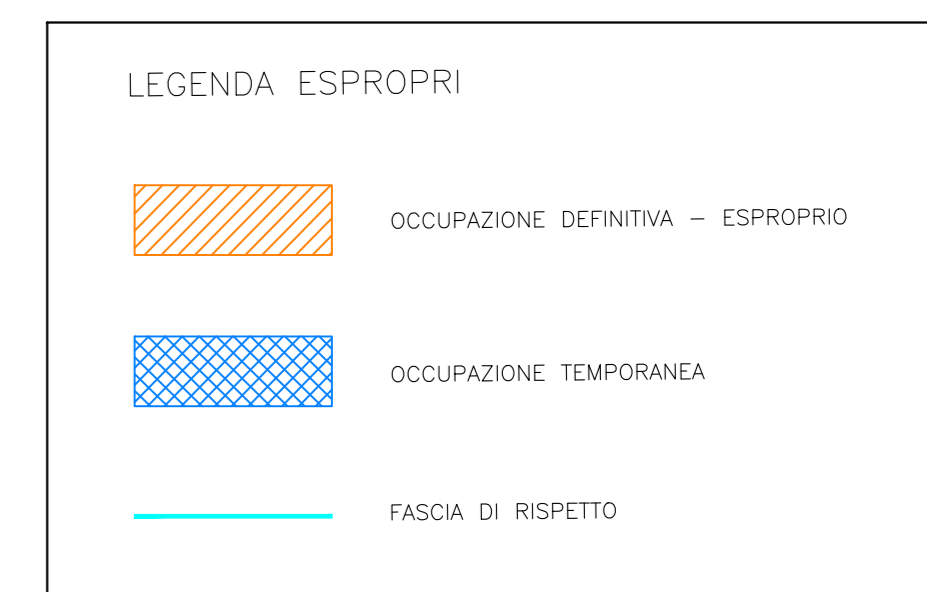 LEGENDA ESPROPRI
OCCUPAZIONE DEFINITIVA – ESPROPRIO
OCCUPAZIONE TEMPORANEA
FASCIA DI RISPETTO